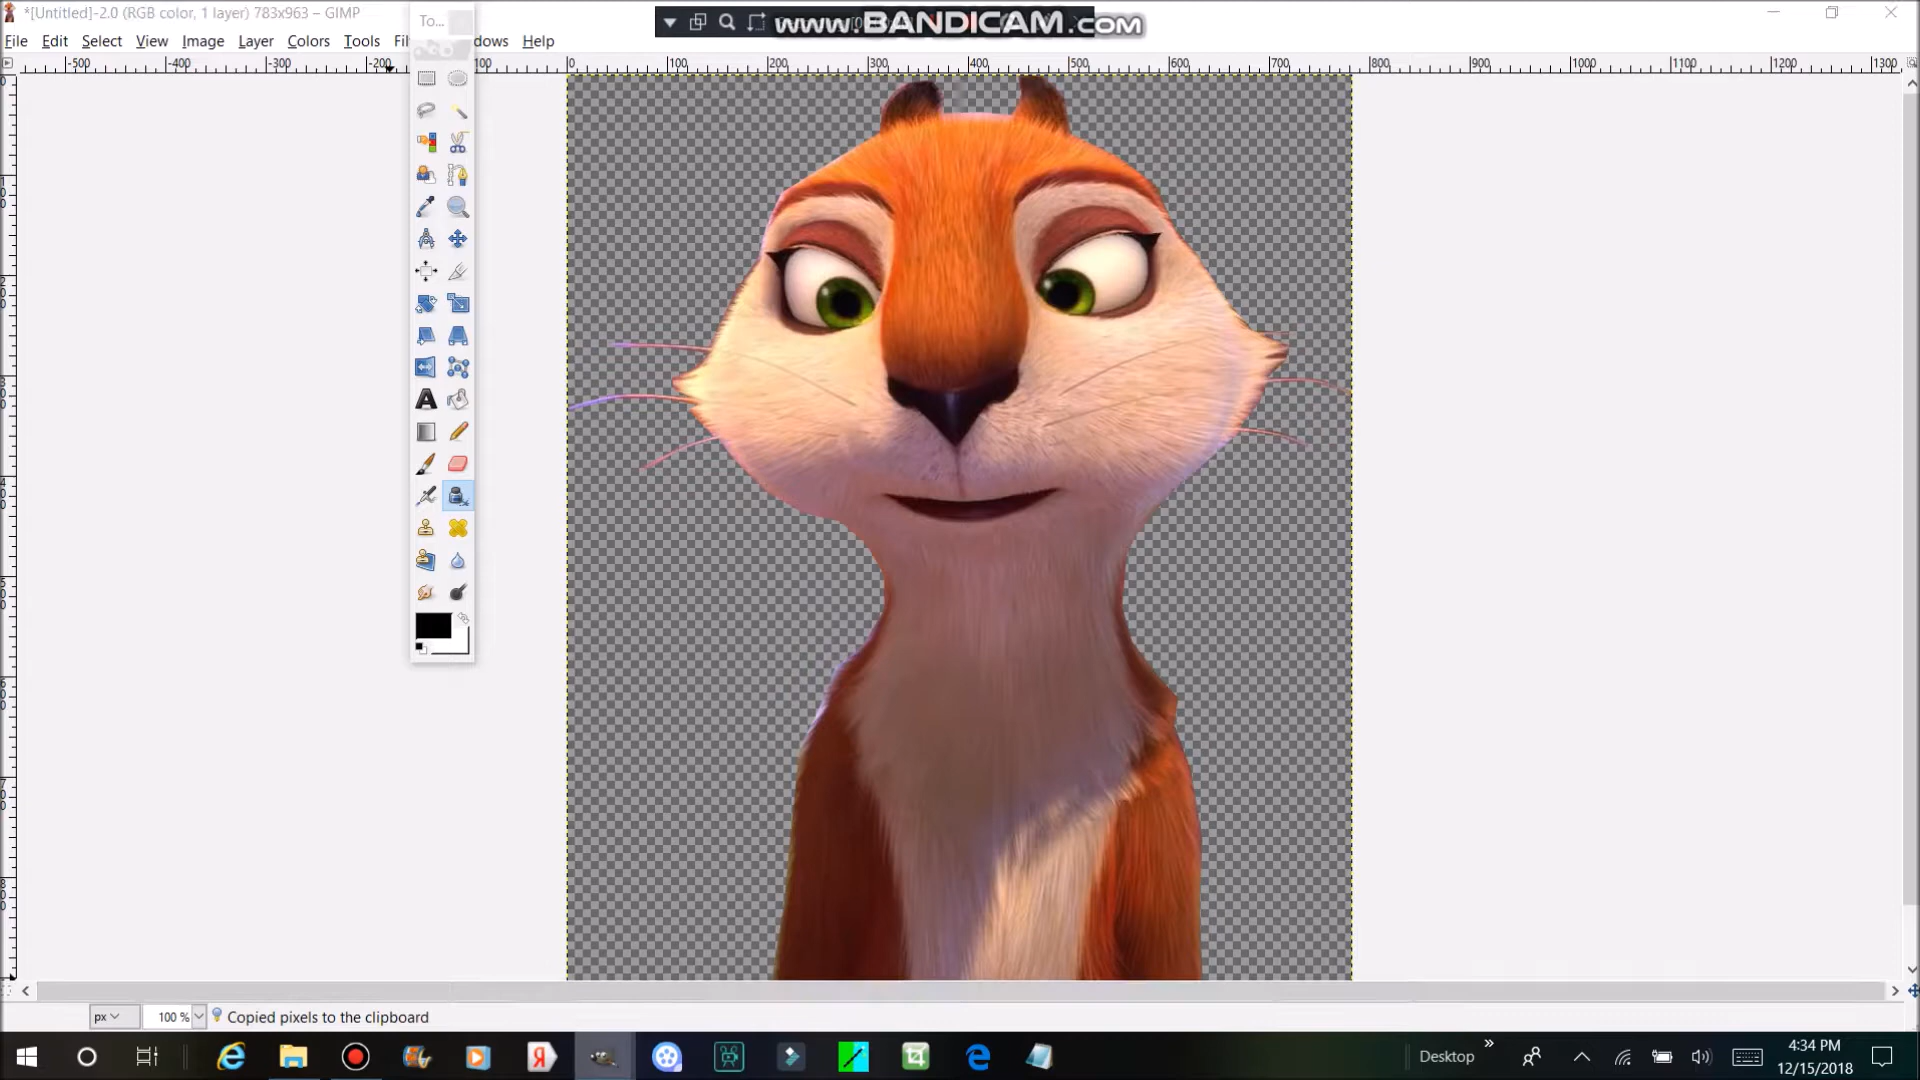 *[Untitled]-2.0 (RGB color, 1 layer) 783x963 – GIMP
To...
www.BANDICAM.com
File Edit Select View Image Layer Colors Tools Fil dows Help
-500 -400 -300 -200 100 0 100 200 300 400 500 600 700 800 900 1000 1100 1200 1300
px 100 % Copied pixels to the clipboard
Desktop
4:34 PM
12/15/2018